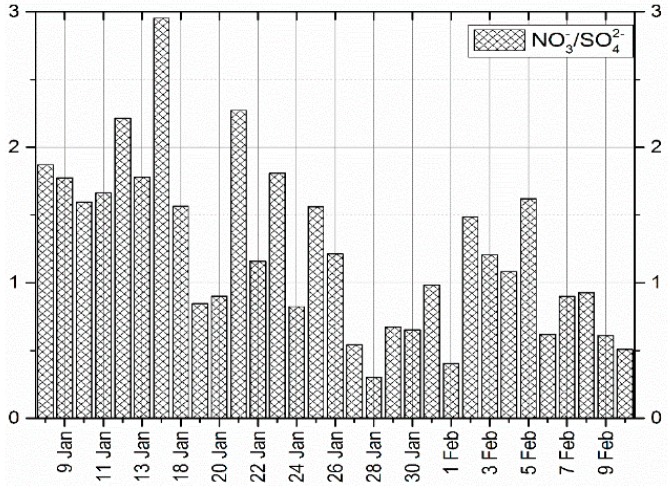 NO₃⁻/SO₄²⁻
3
2
1
0
3
2
1
0
9 Jan
11 Jan
13 Jan
18 Jan
20 Jan
22 Jan
24 Jan
26 Jan
28 Jan
30 Jan
1 Feb
3 Feb
5 Feb
7 Feb
9 Feb